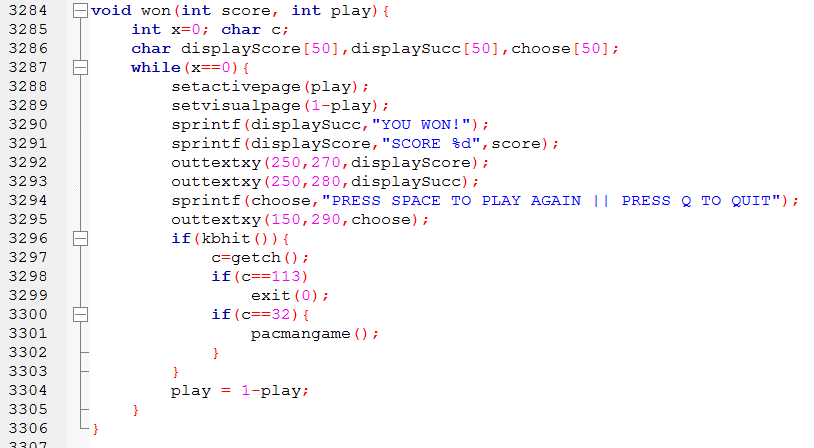 3284 void won(int score, int play){
3285     int x=0; char c;
3286     char displayScore[50],displaySucc[50],choose[50];
3287     while(x==0){
3288         setactivepage(play);
3289         setvisualpage(1-play);
3290         sprintf(displaySucc,"YOU WON!");
3291         sprintf(displayScore,"SCORE %d",score);
3292         outtextxy(250,270,displayScore);
3293         outtextxy(250,280,displaySucc);
3294         sprintf(choose,"PRESS SPACE TO PLAY AGAIN || PRESS Q TO QUIT");
3295         outtextxy(150,290,choose);
3296         if(kbhit()){
3297             c=getch();
3298             if(c==113)
3299                 exit(0);
3300             if(c==32){
3301                 pacmangame();
3302             }
3303         }
3304         play = 1-play;
3305     }
3306 }
3307